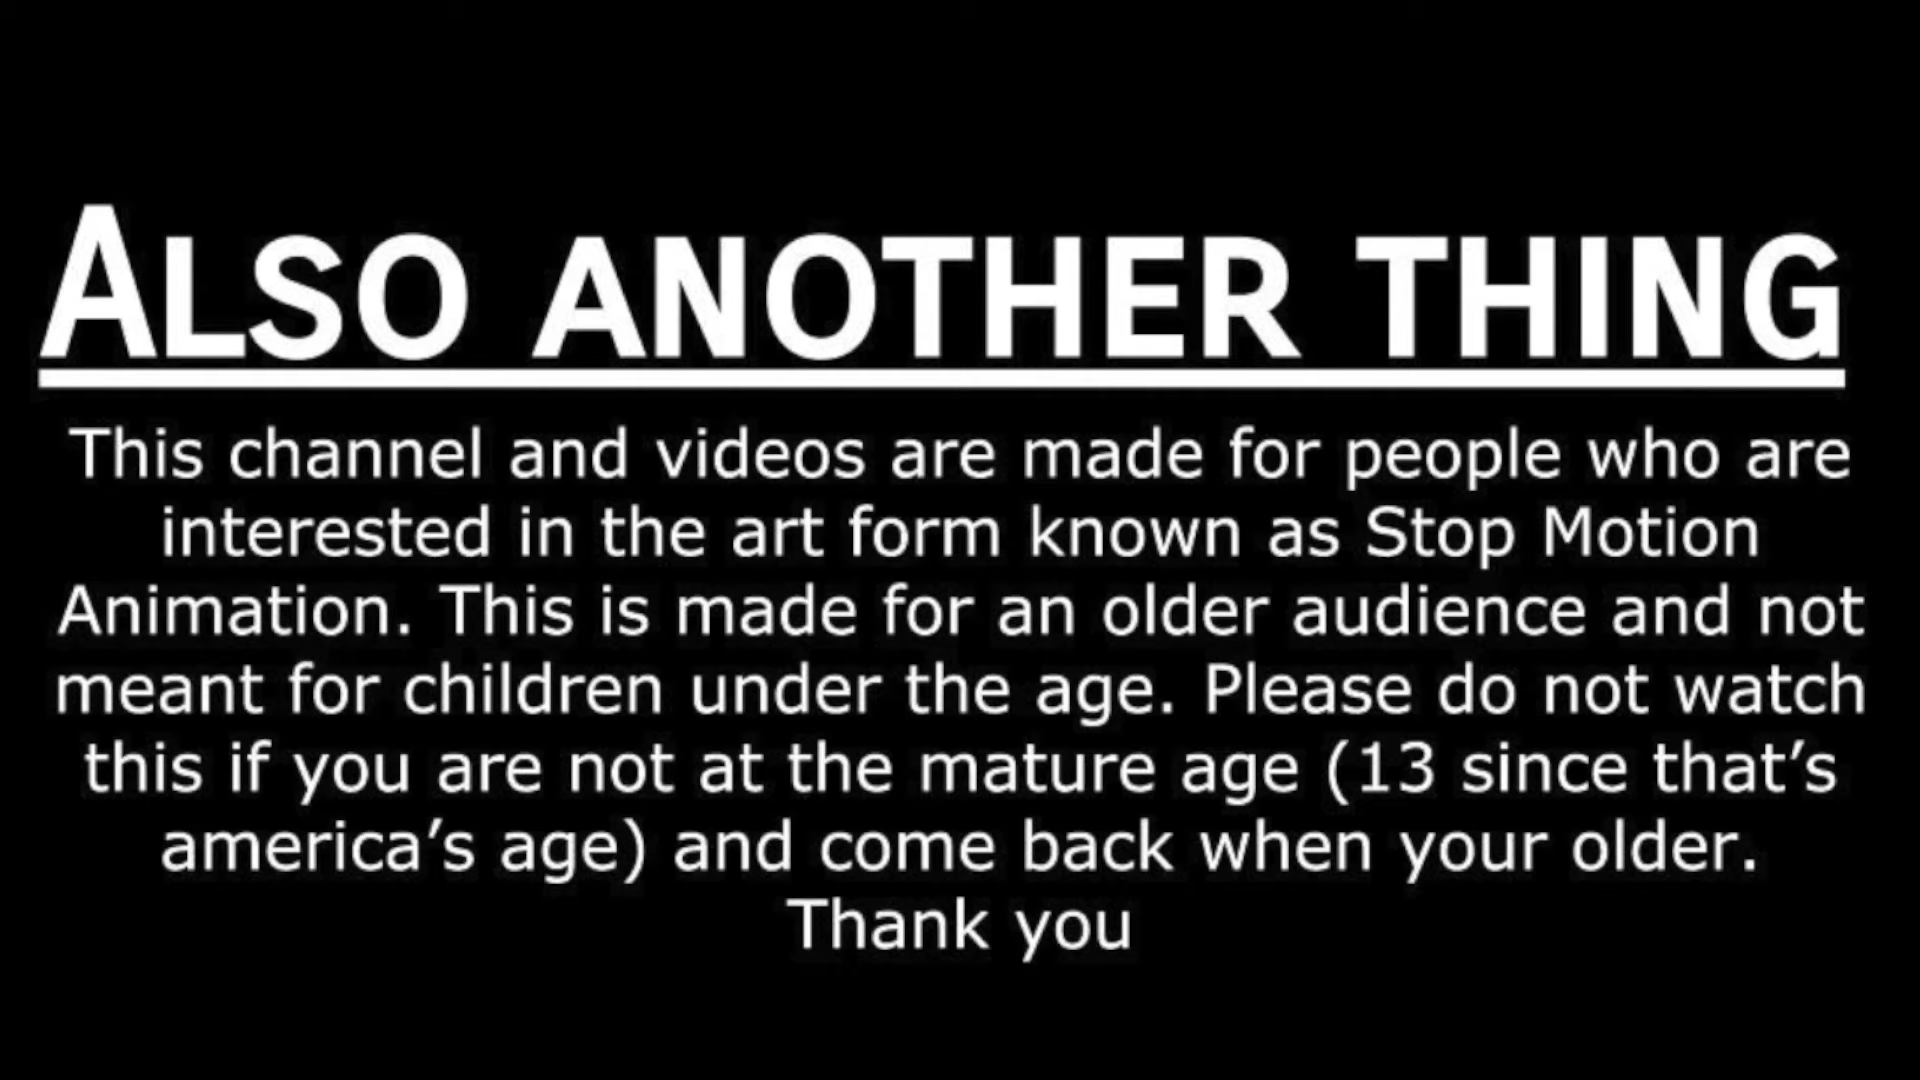 ALSO ANOTHER THING
This channel and videos are made for people who are
interested in the art form known as Stop Motion
Animation. This is made for an older audience and not
meant for children under the age. Please do not watch
this if you are not at the mature age (13 since that’s
america’s age) and come back when your older.
Thank you